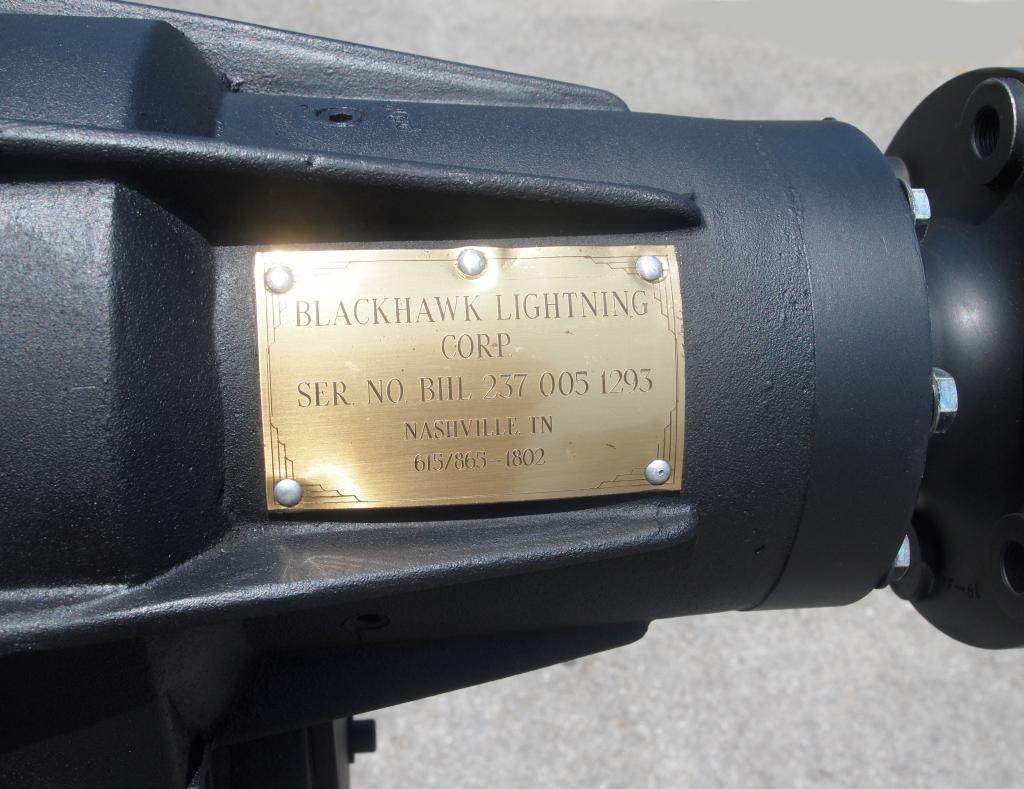 BLACKHAWK LIGHTNING
CORP.
SER. NO. BHL 237 005 1293
NASHVILLE, TN
615/865-1802